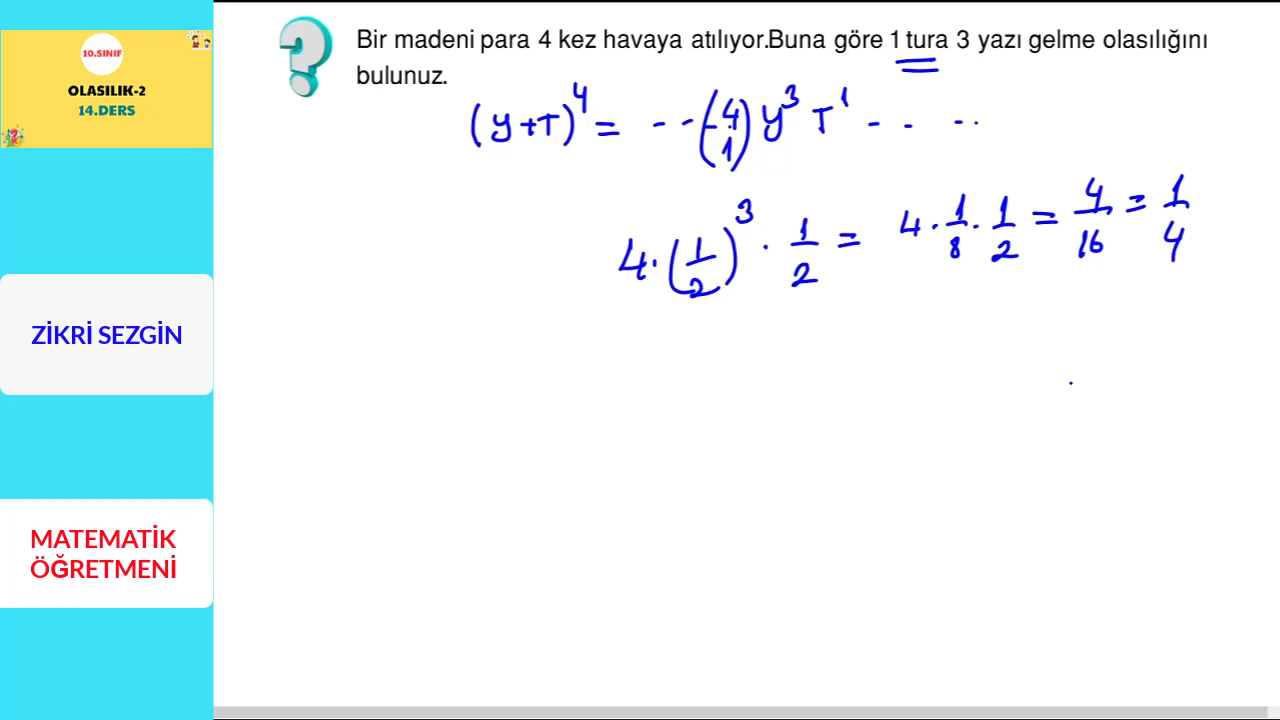 10.SINIF
OLASILIK-2
14.DERS
ZİKRİ SEZGİN
MATEMATİK
ÖĞRETMENİ
Bir madeni para 4 kez havaya atılıyor.Buna göre 1 tura 3 yazı gelme olasılığını
bulunuz.
(y+T)^4 = -- (4 1) y^3 T^1 -- --
4·(1/2)^3 · 1/2 = 4·1/8·1/2 = 4/16 = 1/4